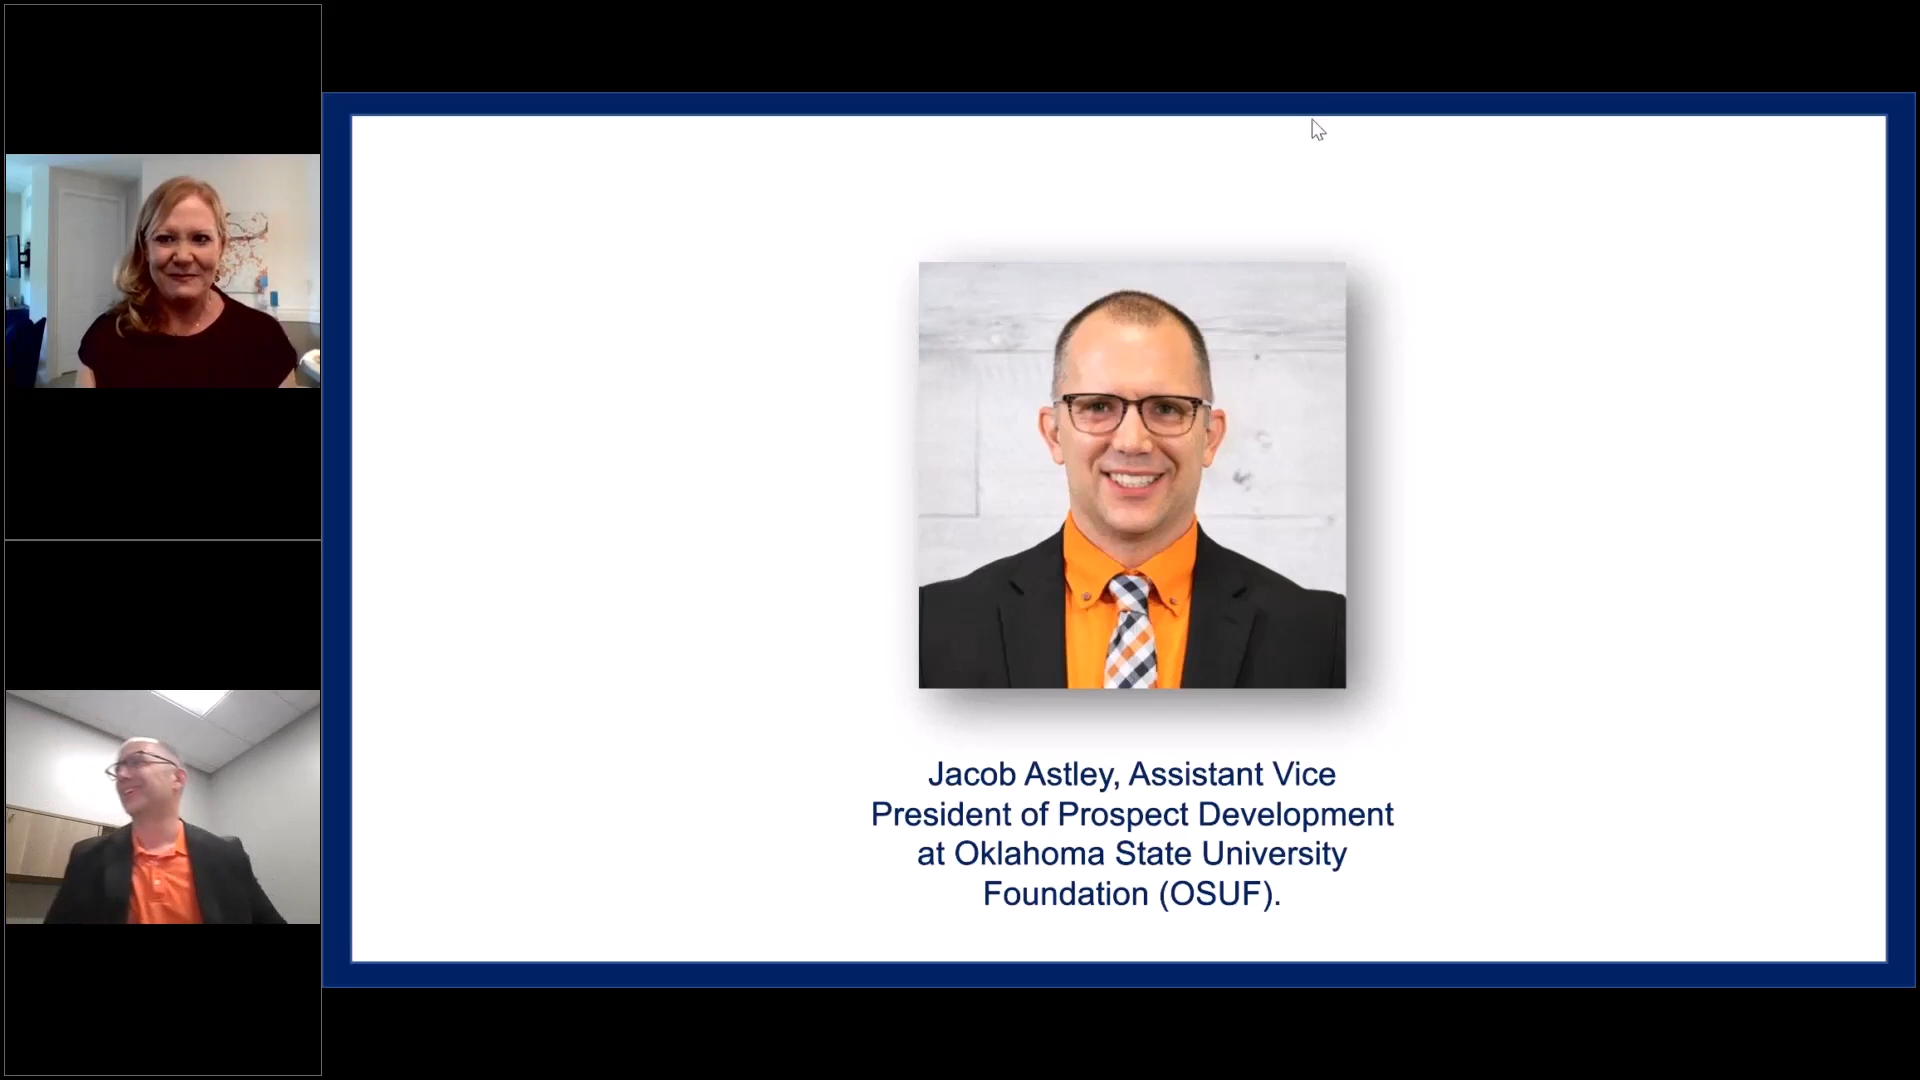 Jacob Astley, Assistant Vice
President of Prospect Development
at Oklahoma State University
Foundation (OSUF).